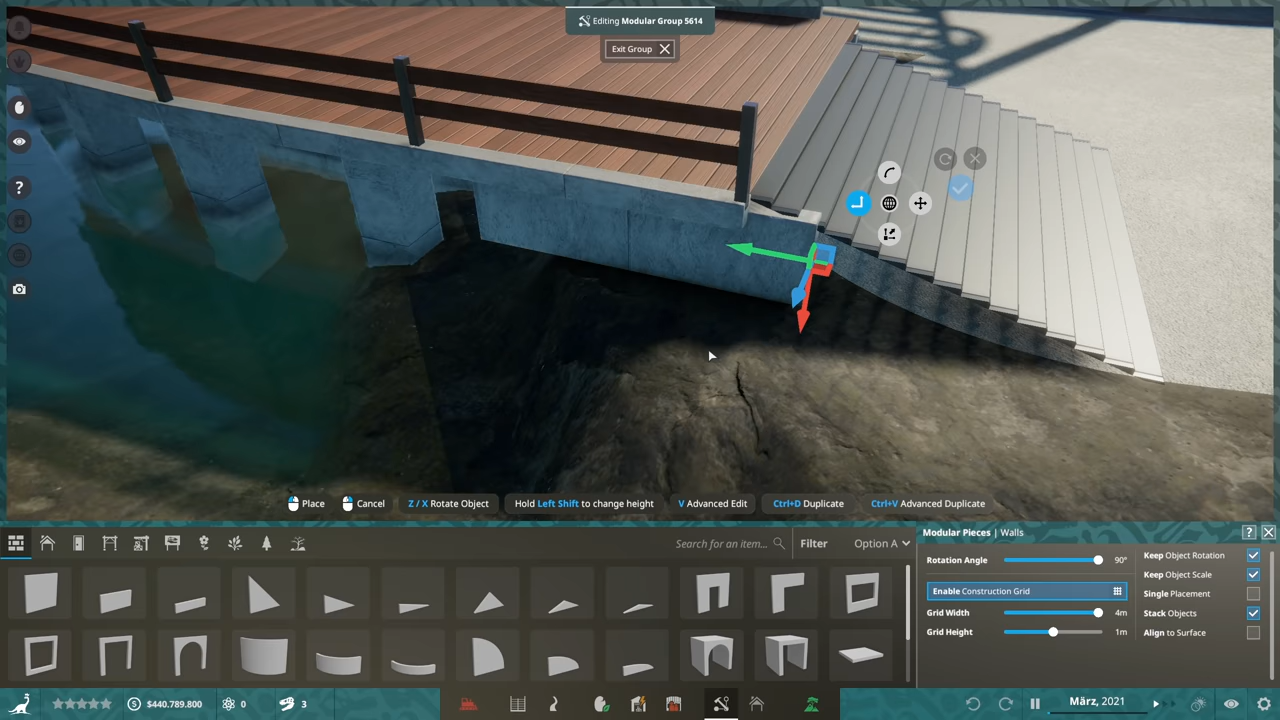 Editing Modular Group 5614
Exit Group
Place
Cancel
Z / X Rotate Object
Hold Left Shift to change height
V Advanced Edit
Ctrl+D Duplicate
Ctrl+V Advanced Duplicate
Search for an item...
Filter
Option A
Modular Pieces | Walls
?
Rotation Angle
90°
Keep Object Rotation
Enable Construction Grid
Keep Object Scale
Single Placement
Grid Width
4m
Stack Objects
Grid Height
1m
Align to Surface
$440.789.800
0
3
März, 2021